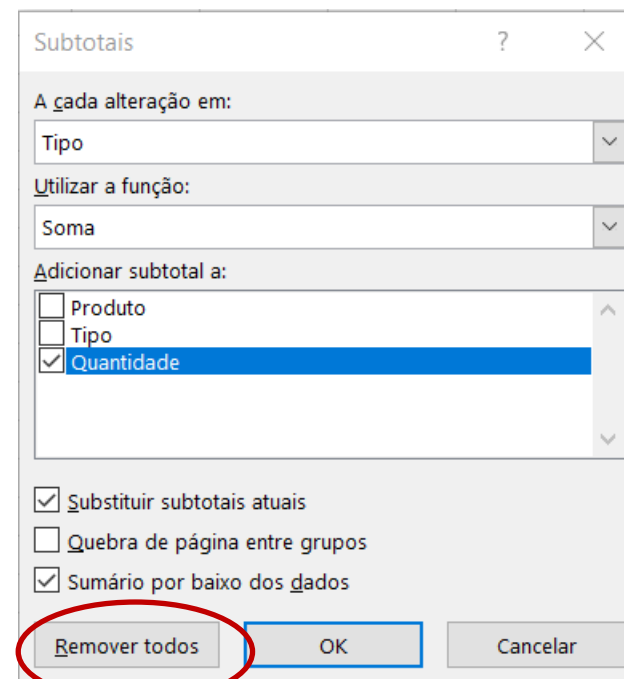 Subtotais ?
A cada alteração em:
Tipo
Utilizar a função:
Soma
Adicionar subtotal a:
Produto
Tipo
Quantidade
Substituir subtotais atuais
Quebra de página entre grupos
Sumário por baixo dos dados
Remover todos OK Cancelar